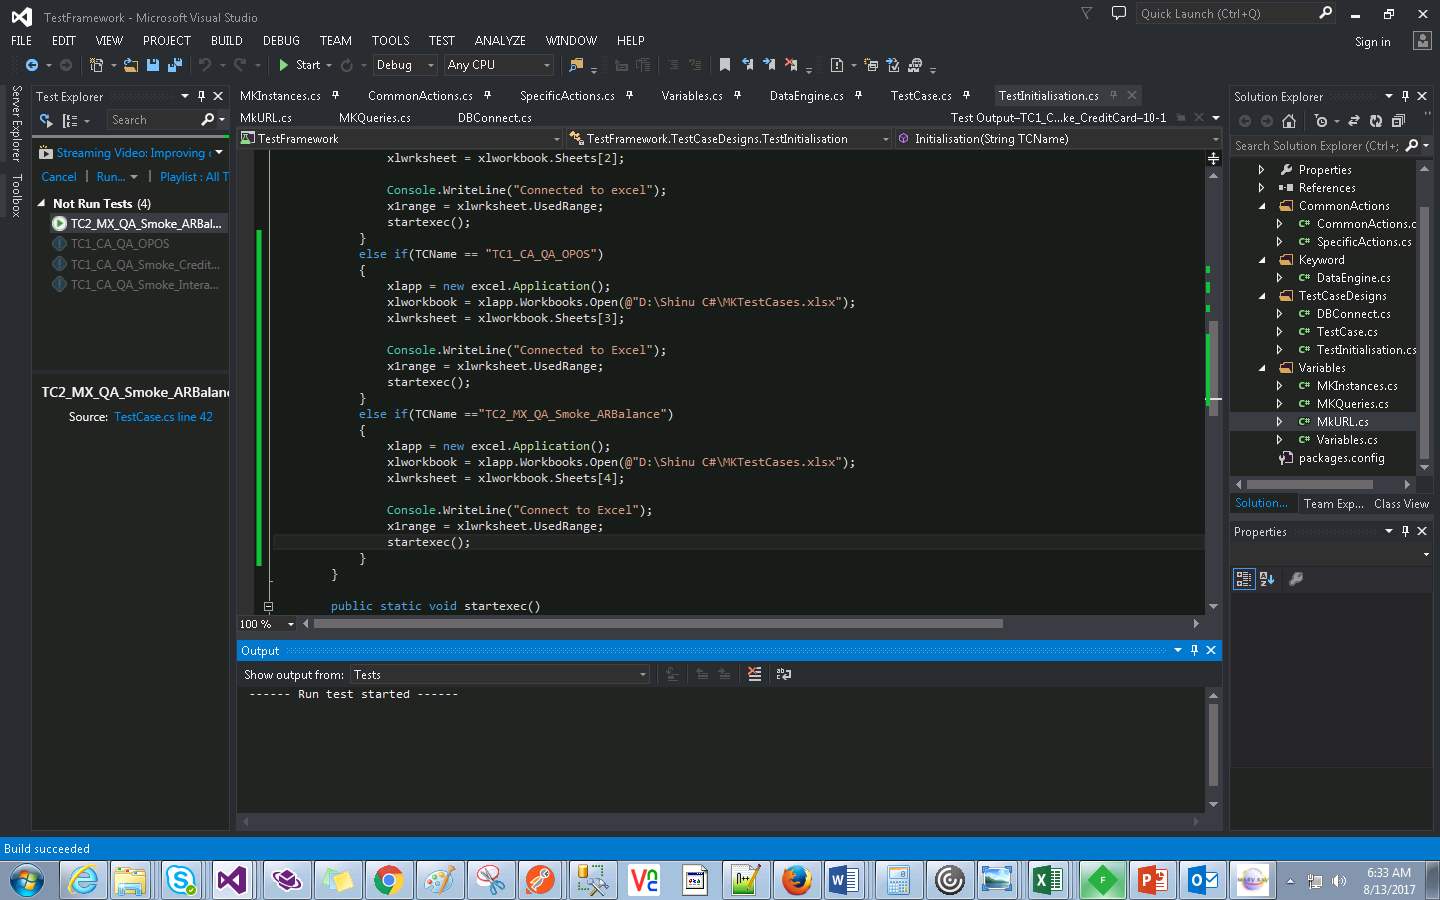 TestFramework - Microsoft Visual Studio
Quick Launch (Ctrl+Q)
FILE EDIT VIEW PROJECT BUILD DEBUG TEAM TOOLS TEST ANALYZE WINDOW HELP
Sign in
Start Debug Any CPU
Server Explorer
Toolbox
Test Explorer
Search
Streaming Video: Improving
Cancel | Run... | Playlist : All T
Not Run Tests (4)
TC2_MX_QA_Smoke_ARBal...
TC1_CA_QA_OPOS
TC1_CA_QA_Smoke_Credit...
TC1_CA_QA_Smoke_Intera...
TC2_MX_QA_Smoke_ARBalanc
Source: TestCase.cs line 42
MKInstances.cs CommonActions.cs SpecificActions.cs Variables.cs DataEngine.cs TestCase.cs TestInitialisation.cs
MkURL.cs MKQueries.cs DBConnect.cs Test Output–TC1_C...ke_CreditCard–10-1
TestFramework TestFramework.TestCaseDesigns.TestInitialisation Initialisation(String TCName)
xlwrksheet = xlworkbook.Sheets[2];
Console.WriteLine("Connected to excel");
x1range = xlwrksheet.UsedRange;
startexec();
}
else if(TCName == "TC1_CA_QA_OPOS")
{
xlapp = new excel.Application();
xlworkbook = xlapp.Workbooks.Open(@"D:\Shinu C#\MKTestCases.xlsx");
xlwrksheet = xlworkbook.Sheets[3];
Console.WriteLine("Connected to Excel");
x1range = xlwrksheet.UsedRange;
startexec();
}
else if(TCName =="TC2_MX_QA_Smoke_ARBalance")
{
xlapp = new excel.Application();
xlworkbook = xlapp.Workbooks.Open(@"D:\Shinu C#\MKTestCases.xlsx");
xlwrksheet = xlworkbook.Sheets[4];
Console.WriteLine("Connect to Excel");
x1range = xlwrksheet.UsedRange;
startexec();
}
}
public static void startexec()
100 %
Output
Show output from: Tests
------ Run test started ------
Solution Explorer
Search Solution Explorer (Ctrl+;
Properties
References
CommonActions
CommonActions.c
SpecificActions.cs
Keyword
DataEngine.cs
TestCaseDesigns
DBConnect.cs
TestCase.cs
TestInitialisation.cs
Variables
MKInstances.cs
MKQueries.cs
MkURL.cs
Variables.cs
packages.config
Solution... Team Exp... Class View
Properties
Build succeeded
6:33 AM
8/13/2017